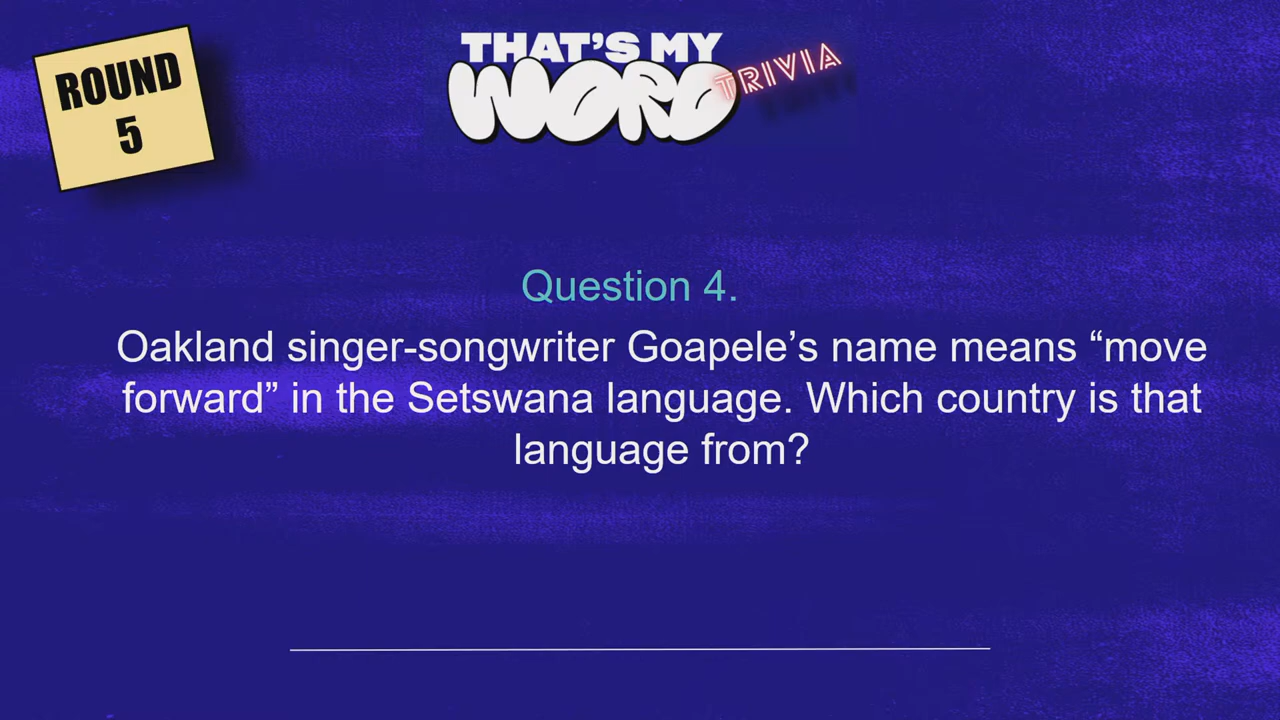 ROUND
5
THAT'S MY
WORD
TRIVIA
Question 4.
Oakland singer-songwriter Goapele’s name means “move
forward” in the Setswana language. Which country is that
language from?